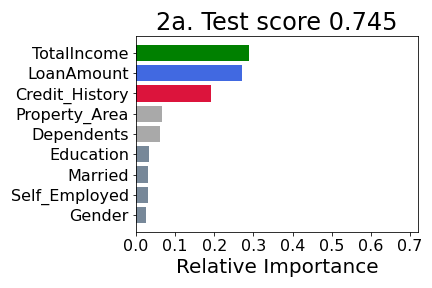 2a. Test score 0.745
TotalIncome
LoanAmount
Credit_History
Property_Area
Dependents
Education
Married
Self_Employed
Gender
0.0 0.1 0.2 0.3 0.4 0.5 0.6 0.7
Relative Importance